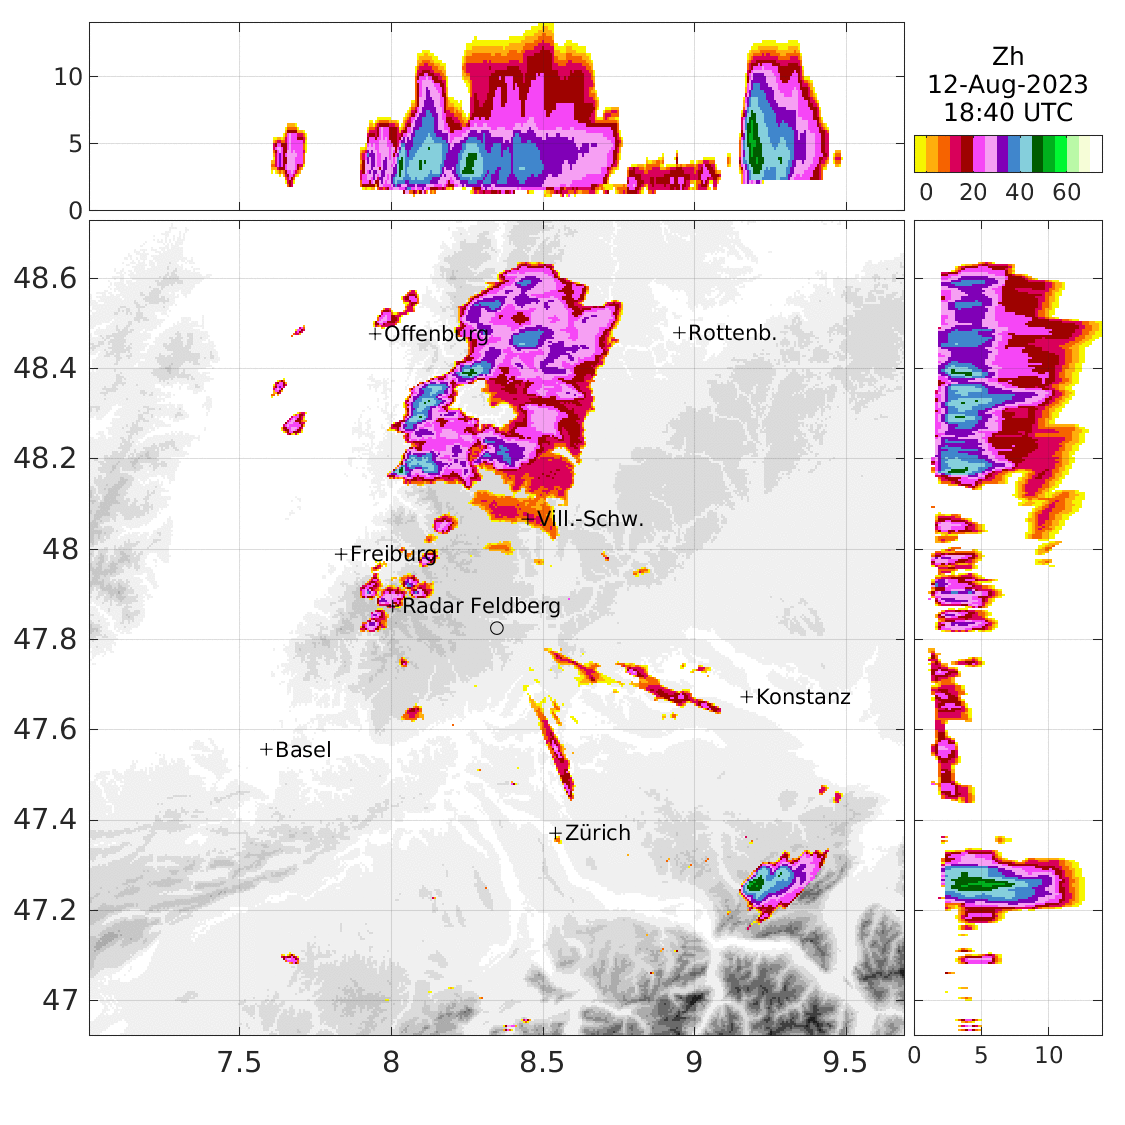 10
5
0
Zh
12-Aug-2023
18:40 UTC
0 20 40 60
48.6
48.4
48.2
48
47.8
47.6
47.4
47.2
47
Offenburg
Rottenb.
Vill.-Schw.
Freiburg
Radar Feldberg
Konstanz
Basel
Zürich
7.5 8 8.5 9 9.5
0 5 10